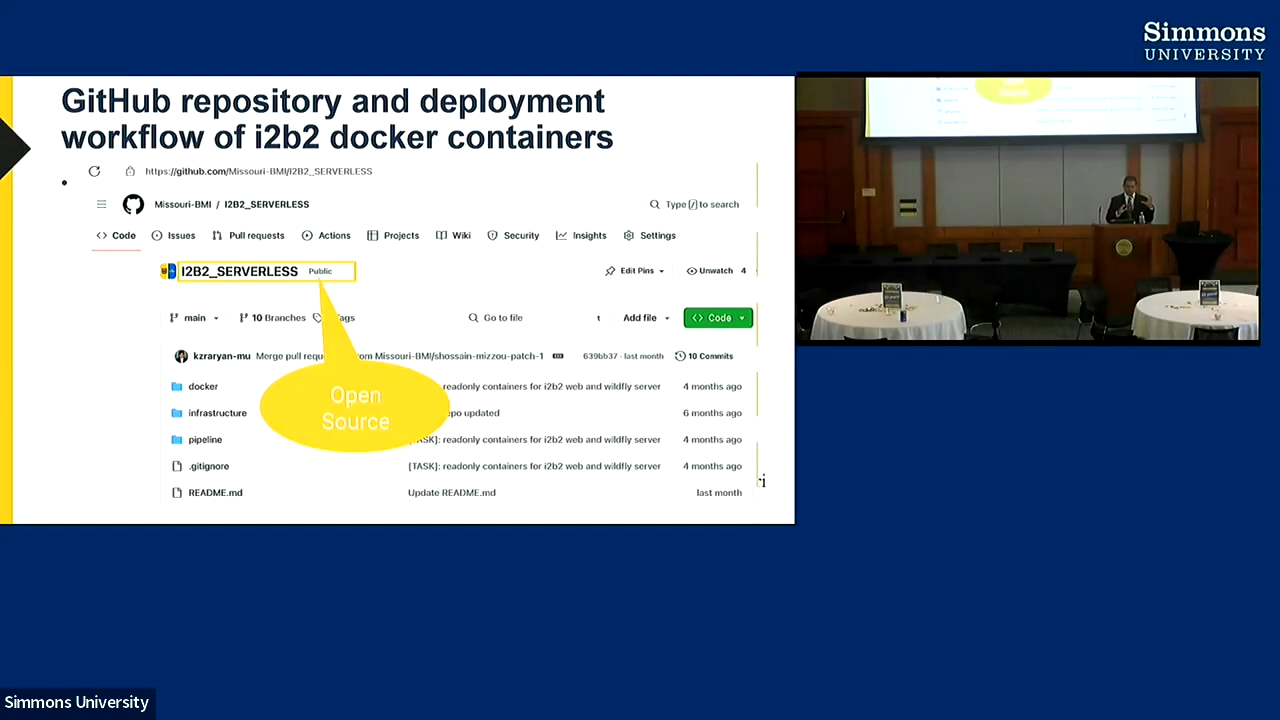 Simmons
UNIVERSITY
GitHub repository and deployment
workflow of i2b2 docker containers
https://github.com/Missouri-BMI/I2B2_SERVERLESS
Missouri-BMI / I2B2_SERVERLESS
Type [/] to search
Code Issues Pull requests Actions Projects Wiki Security Insights Settings
I2B2_SERVERLESS Public
Edit Pins Unwatch 4
main 10 Branches Tags Go to file t Add file Code
kzraryan-mu Merge pull from Missouri-BMI/shossain-mizzou-patch-1 639bb37 · last month 10 Commits
docker readonly containers for i2b2 web and wildfly server 4 months ago
infrastructure updated 6 months ago
pipeline readonly containers for i2b2 web and wildfly server 4 months ago
.gitignore [TASK]: readonly containers for i2b2 web and wildfly server 4 months ago
README.md Update README.md last month
Open
Source
Simmons University